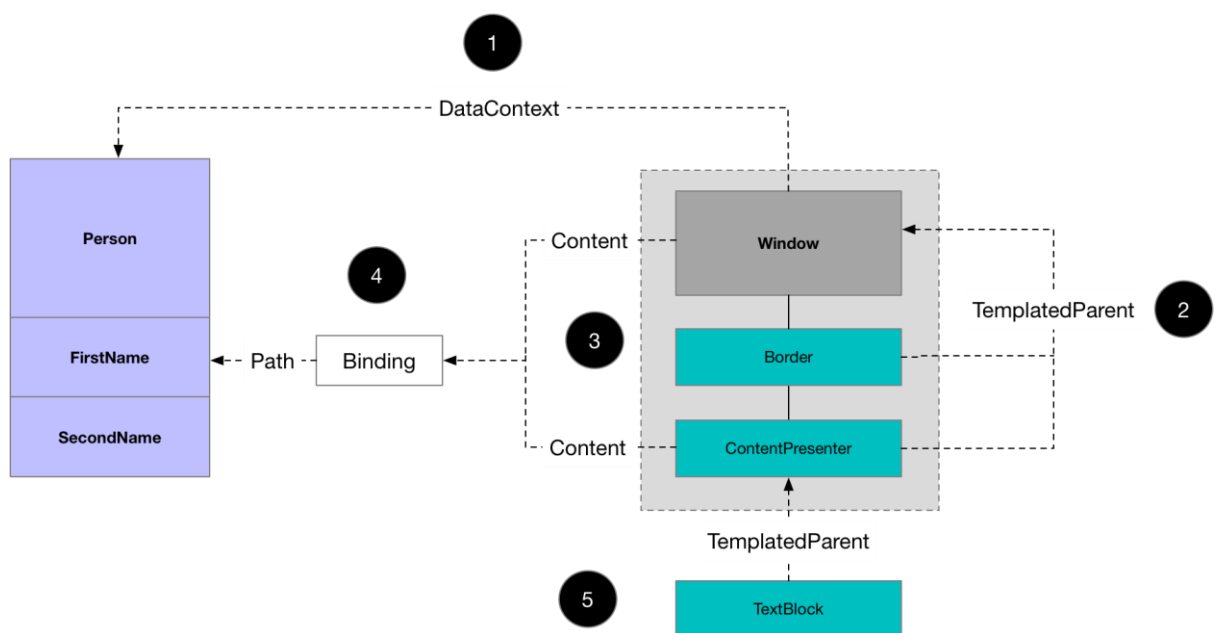 1
DataContext
Person
Content
Window
4
TemplatedParent
2
3
FirstName
Path
Binding
Border
SecondName
Content
ContentPresenter
TemplatedParent
5
TextBlock